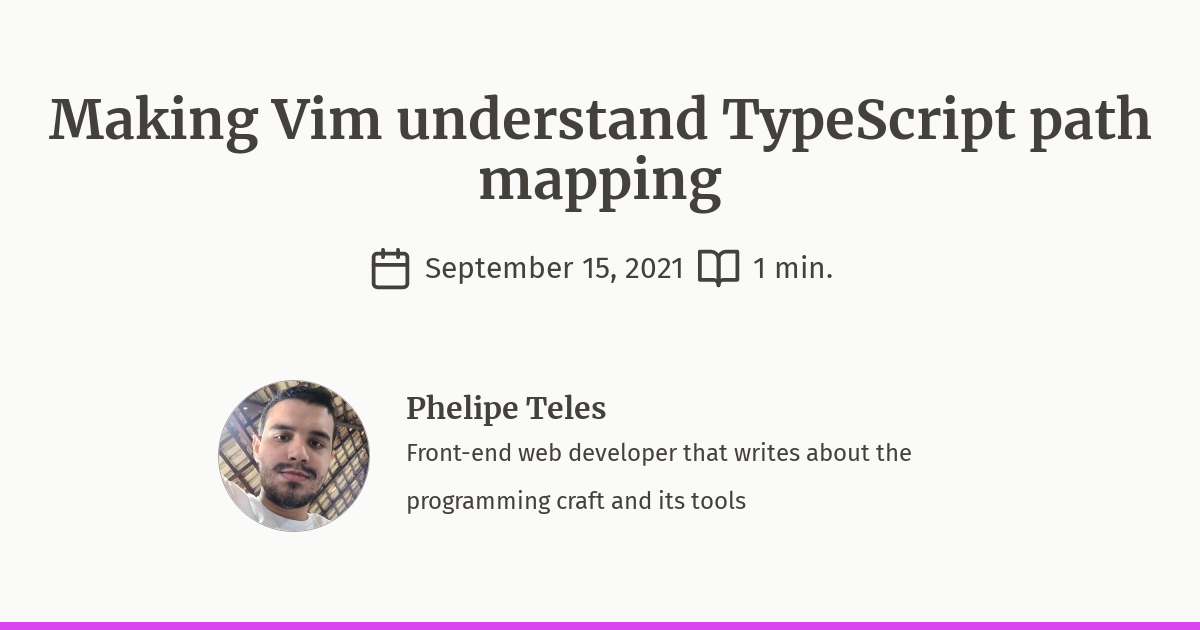 Making Vim understand TypeScript path
mapping
September 15, 2021 1 min.
Phelipe Teles
Front-end web developer that writes about the
programming craft and its tools